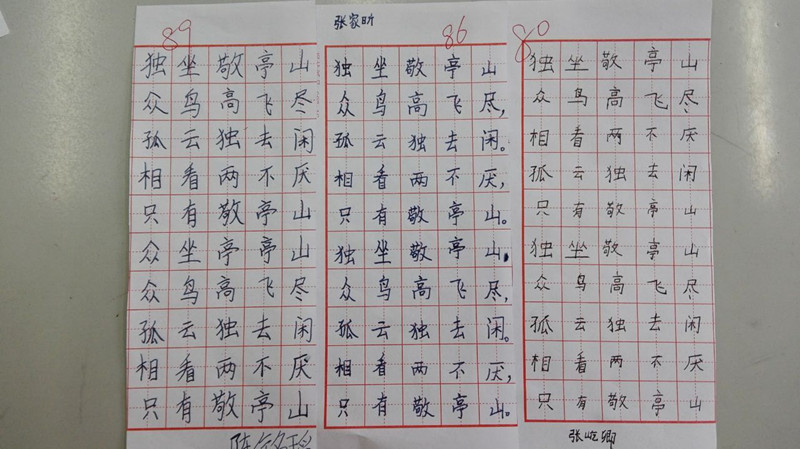 89
独坐敬亭山
众鸟高飞尽
孤云独去闲
相看两不厌
只有敬亭山
众坐亭亭山
众鸟高飞尽
孤云独去闲
相看两不厌
只有敬亭山
张家昕
86
独坐敬亭山
众鸟高飞尽,
孤云独去闲。
相看两不厌,
只有敬亭山。
独坐敬亭山,
众鸟高飞尽,
孤云独去闲。
相看两不厌,
只有敬亭山。
80
独坐敬亭山
众鸟高飞尽
相看两不厌
孤云独去闲
只有敬亭山
独坐敬亭山
众鸟高飞尽
孤云独去闲
相看两不厌
只有敬亭山
张屹卿